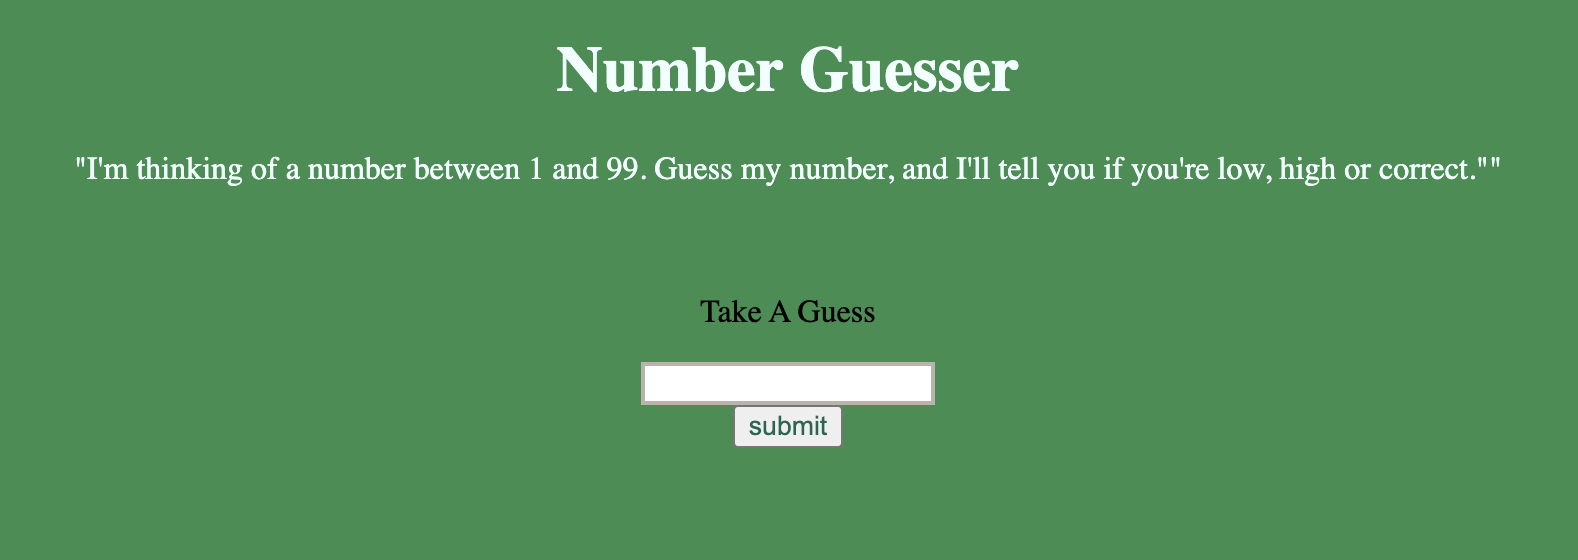 Number Guesser
"I'm thinking of a number between 1 and 99. Guess my number, and I'll tell you if you're low, high or correct.""
Take A Guess
submit